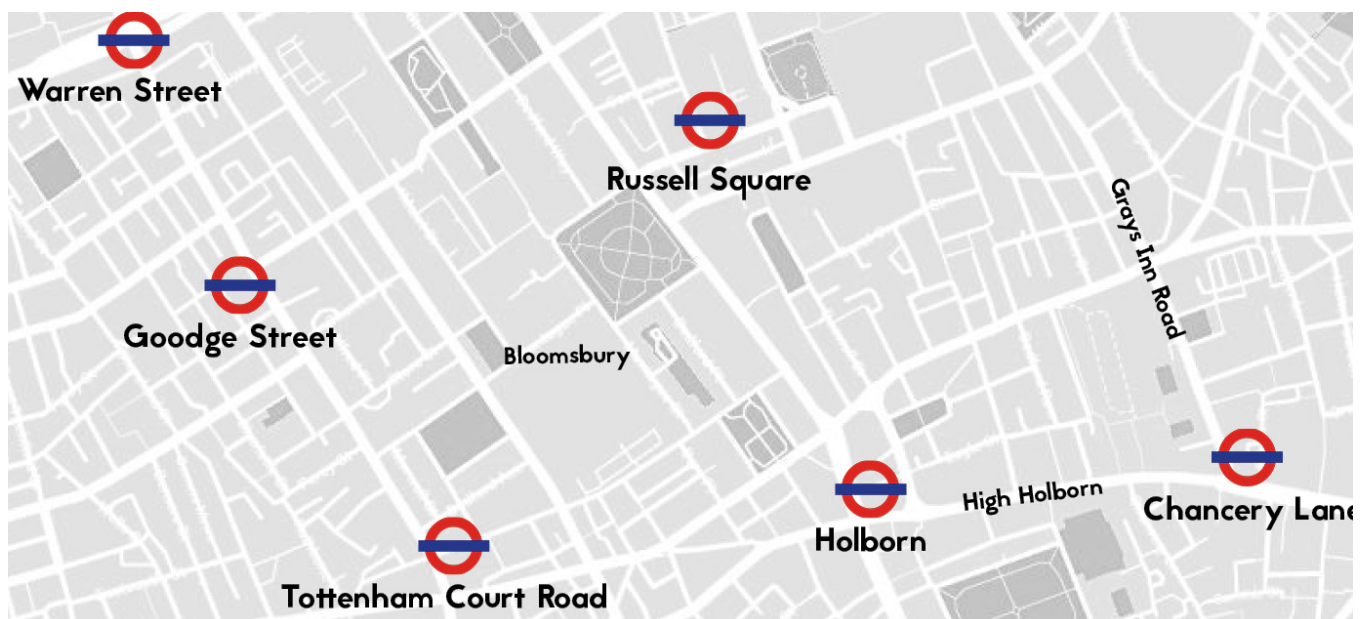 Warren Street
Russell Square
Grays Inn Road
Goodge Street
Bloomsbury
High Holborn
Chancery Lane
Holborn
Tottenham Court Road